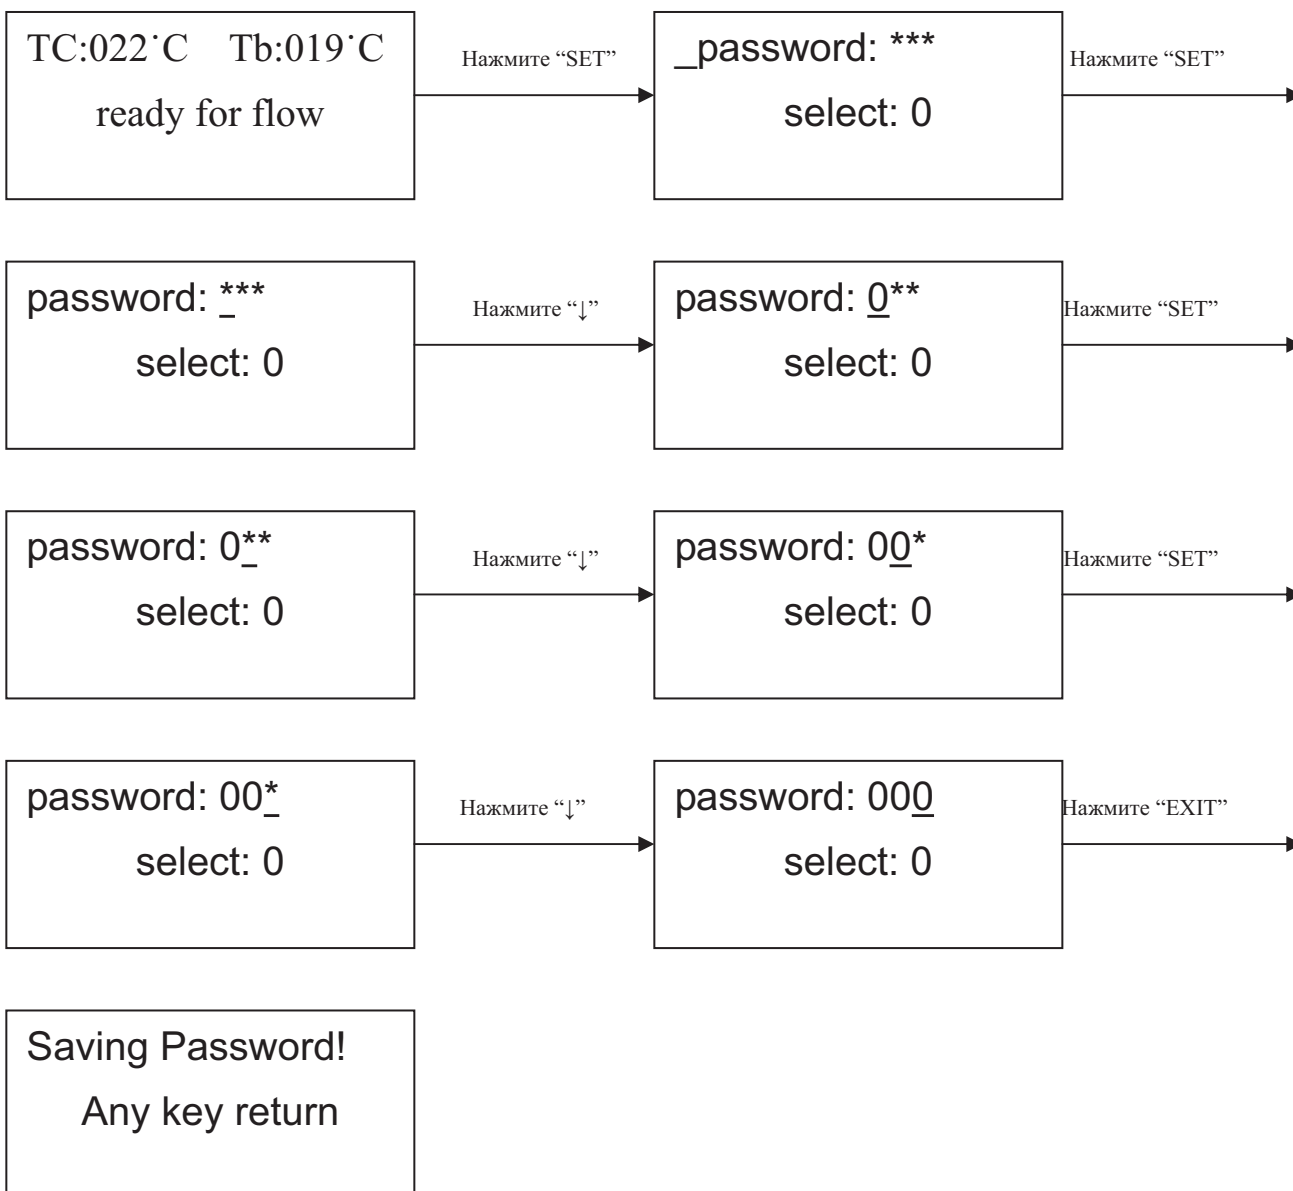 TC:022˙C Tb:019˙C
ready for flow
Нажмите “SET”
_password: ***
select: 0
Нажмите “SET”
password: ***
select: 0
Нажмите “↓”
password: 0**
select: 0
Нажмите “SET”
password: 0**
select: 0
Нажмите “↓”
password: 00*
select: 0
Нажмите “SET”
password: 00*
select: 0
Нажмите “↓”
password: 000
select: 0
Нажмите “EXIT”
Saving Password!
Any key return